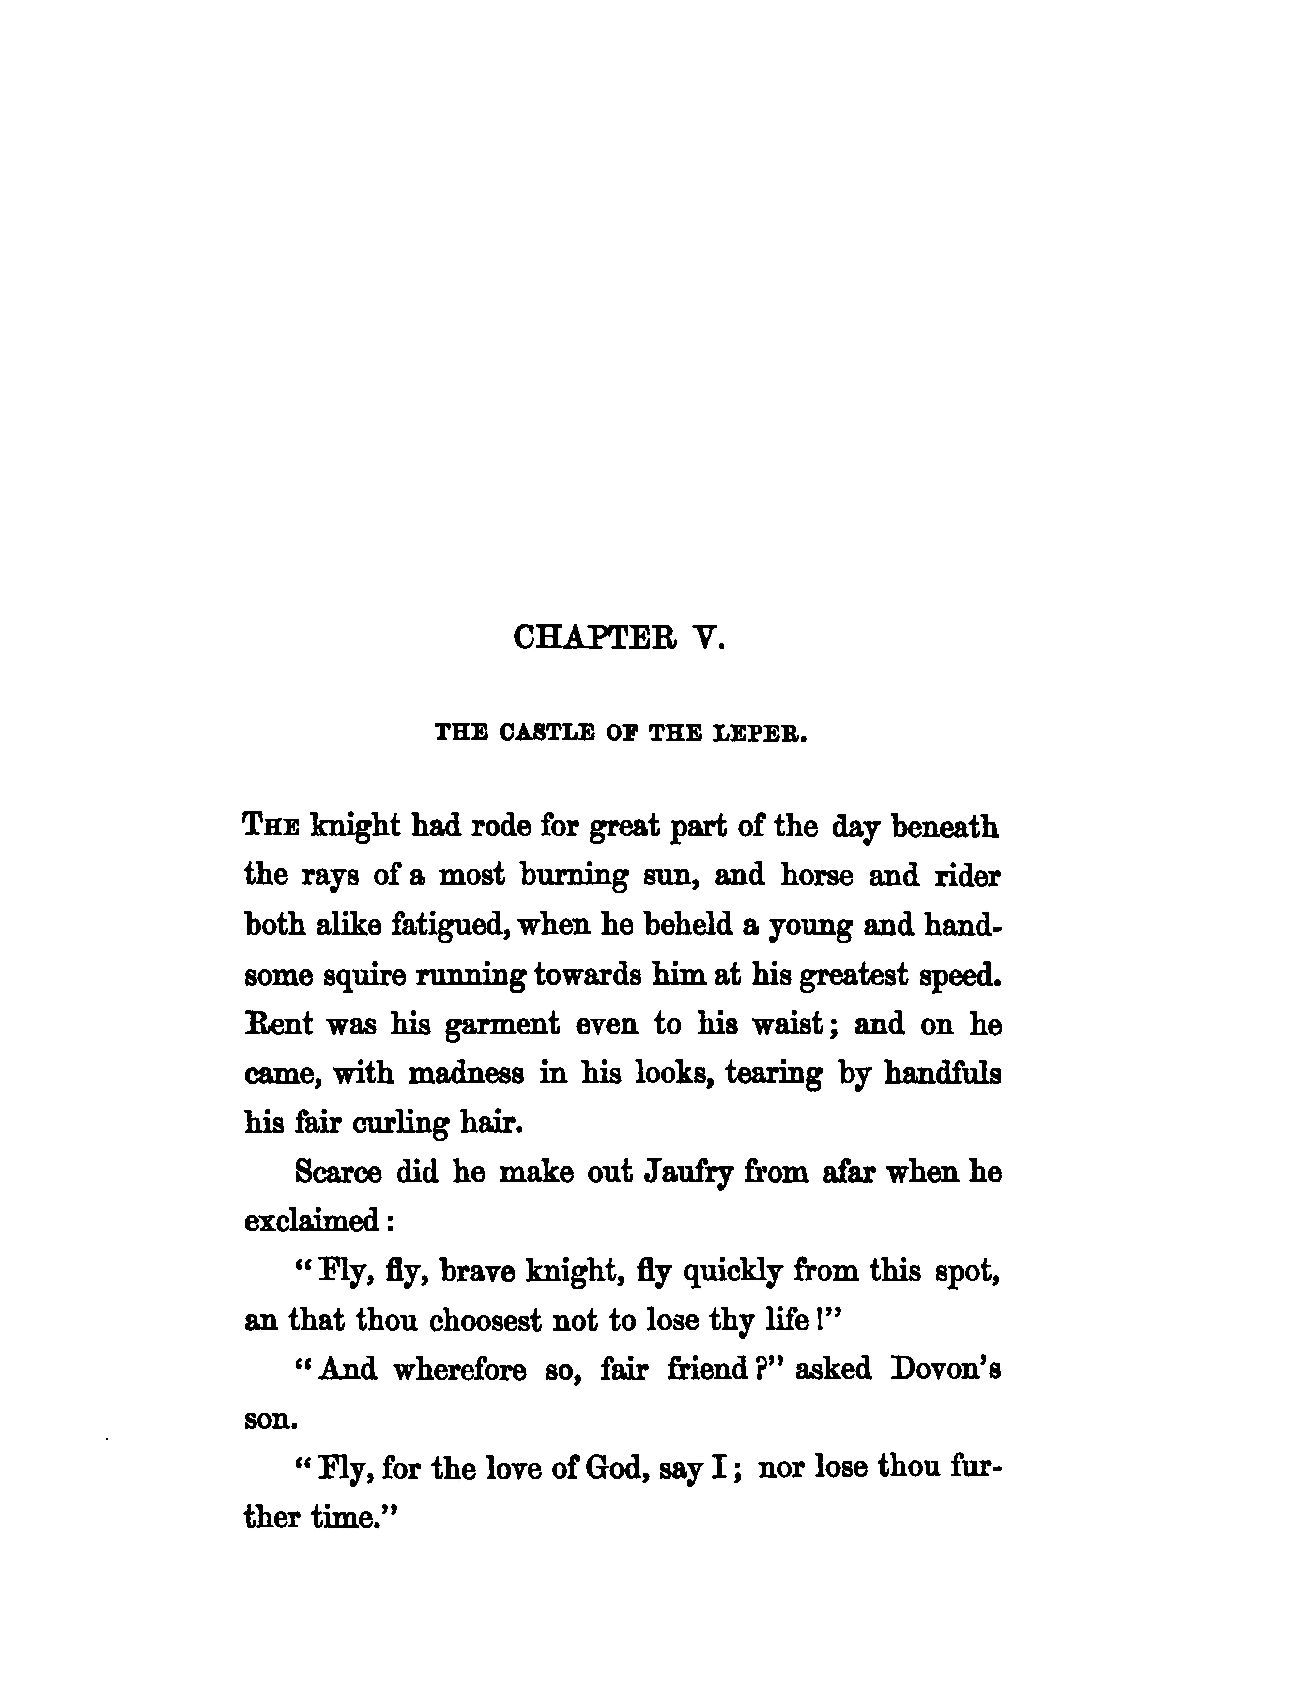 CHAPTER V.
THE CASTLE OF THE LEPER.
THE knight had rode for great part of the day beneath
the rays of a most burning sun, and horse and rider
both alike fatigued, when he beheld a young and hand-
some squire running towards him at his greatest speed.
Rent was his garment even to his waist; and on he
came, with madness in his looks, tearing by handfuls
his fair curling hair.
Scarce did he make out Jaufry from afar when he
exclaimed:
"Fly, fly, brave knight, fly quickly from this spot,
an that thou choosest not to lose thy life!"
"And wherefore so, fair friend?" asked Dovon's
son.
"Fly, for the love of God, say I; nor lose thou fur-
ther time."